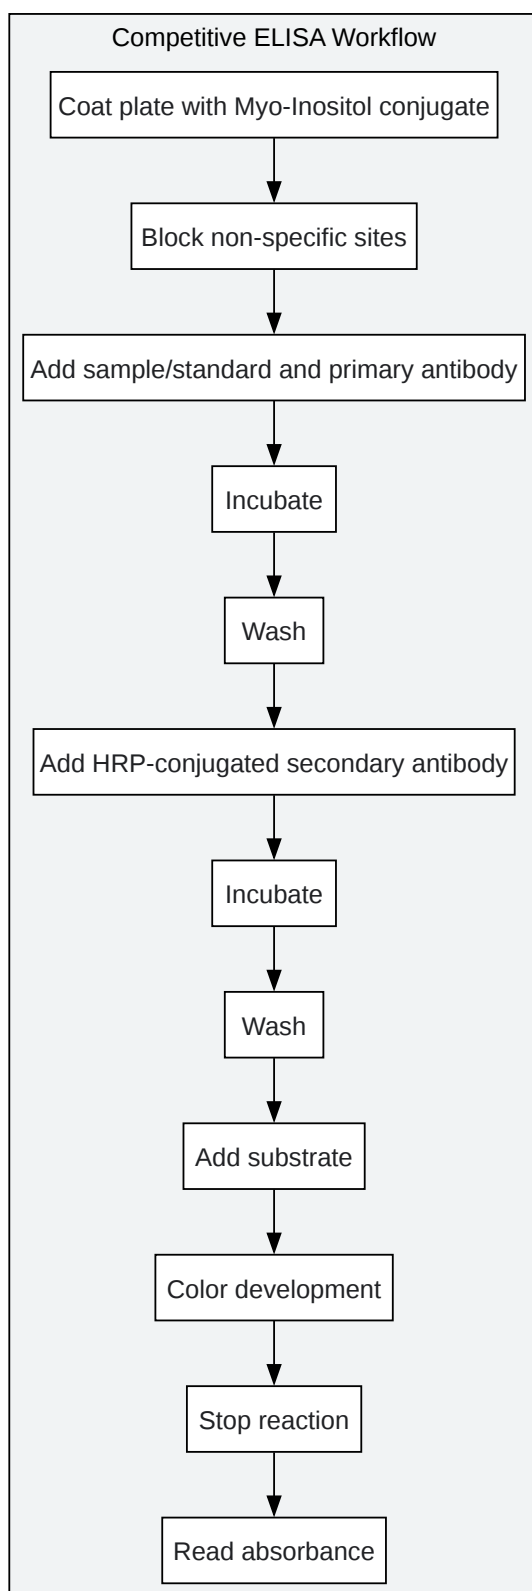 Competitive ELISA Workflow
Coat plate with Myo-Inositol conjugate
Block non-specific sites
Add sample/standard and primary antibody
Incubate
Wash
Add HRP-conjugated secondary antibody
Incubate
Wash
Add substrate
Color development
Stop reaction
Read absorbance